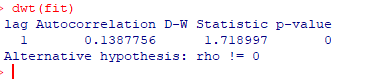 > dwt(fit)
 lag Autocorrelation D-W Statistic p-value
   1       0.1387756      1.718997       0
 Alternative hypothesis: rho != 0
>